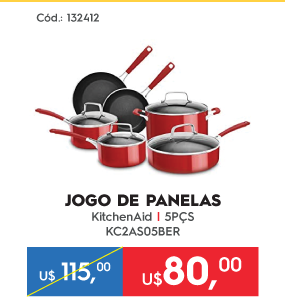 Cód.: 132412
JOGO DE PANELAS
KitchenAid | 5PÇS
KC2AS05BER
U$ 115,00 U$80,00